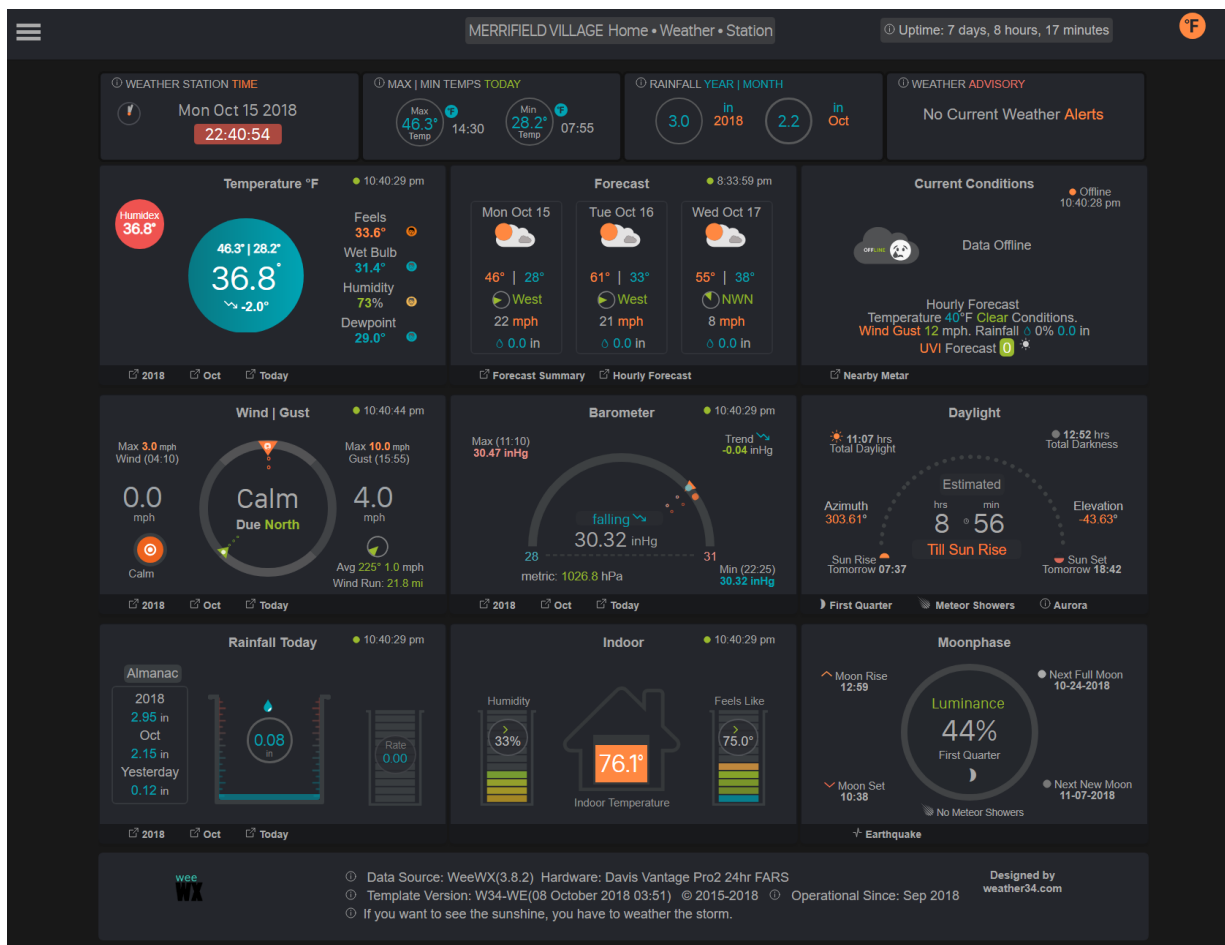 MERRIFIELD VILLAGE Home • Weather • Station
Uptime: 7 days, 8 hours, 17 minutes
°F
WEATHER STATION TIME
Mon Oct 15 2018
22:40:54
MAX | MIN TEMPS TODAY
Max
46.3°
Temp
°F
14:30
Min
28.2°
Temp
°F
07:55
RAINFALL YEAR | MONTH
3.0
in
2018
2.2
in
Oct
WEATHER ADVISORY
No Current Weather Alerts
Temperature °F
10:40:29 pm
Humidex
36.8°
46.3° | 28.2°
36.8°
-2.0°
Feels
33.6°
Wet Bulb
31.4°
Humidity
73%
Dewpoint
29.0°
2018
Oct
Today
Forecast
8:33:59 pm
Mon Oct 15
46° | 28°
West
22 mph
0.0 in
Tue Oct 16
61° | 33°
West
21 mph
0.0 in
Wed Oct 17
55° | 38°
NWN
8 mph
0.0 in
Forecast Summary
Hourly Forecast
Current Conditions
Offline
10:40:28 pm
OFFLINE
Data Offline
Hourly Forecast
Temperature 40°F Clear Conditions.
Wind Gust 12 mph. Rainfall 0% 0.0 in
UVI Forecast 0
Nearby Metar
Wind | Gust
10:40:44 pm
Max 3.0 mph
Wind (04:10)
Max 10.0 mph
Gust (15:55)
0.0
mph
Calm
Calm
Due North
4.0
mph
Avg 225° 1.0 mph
Wind Run: 21.8 mi
2018
Oct
Today
Barometer
10:40:29 pm
Max (11:10)
30.47 inHg
Trend
-0.04 inHg
falling
30.32 inHg
28
31
metric: 1026.8 hPa
Min (22:25)
30.32 inHg
2018
Oct
Today
Daylight
11:07 hrs
Total Daylight
12:52 hrs
Total Darkness
Estimated
hrs min
8 56
Till Sun Rise
Azimuth
303.61°
Elevation
-43.63°
Sun Rise
Tomorrow 07:37
Sun Set
Tomorrow 18:42
First Quarter
Meteor Showers
Aurora
Rainfall Today
10:40:29 pm
Almanac
2018
2.95 in
Oct
2.15 in
Yesterday
0.12 in
0.08
in
Rate
0.00
2018
Oct
Today
Indoor
10:40:29 pm
Humidity
33%
76.1°
Indoor Temperature
Feels Like
75.0°
Moonphase
Moon Rise
12:59
Next Full Moon
10-24-2018
Luminance
44%
First Quarter
Moon Set
10:38
Next New Moon
11-07-2018
No Meteor Showers
Earthquake
wee
WX
Data Source: WeeWX(3.8.2) Hardware: Davis Vantage Pro2 24hr FARS
Template Version: W34-WE(08 October 2018 03:51) © 2015-2018 Operational Since: Sep 2018
If you want to see the sunshine, you have to weather the storm.
Designed by
weather34.com